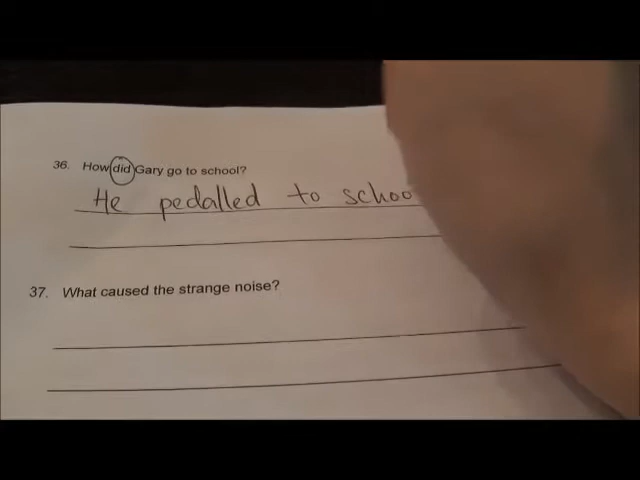 36. How did Gary go to school?
He pedalled to schoo
37. What caused the strange noise?